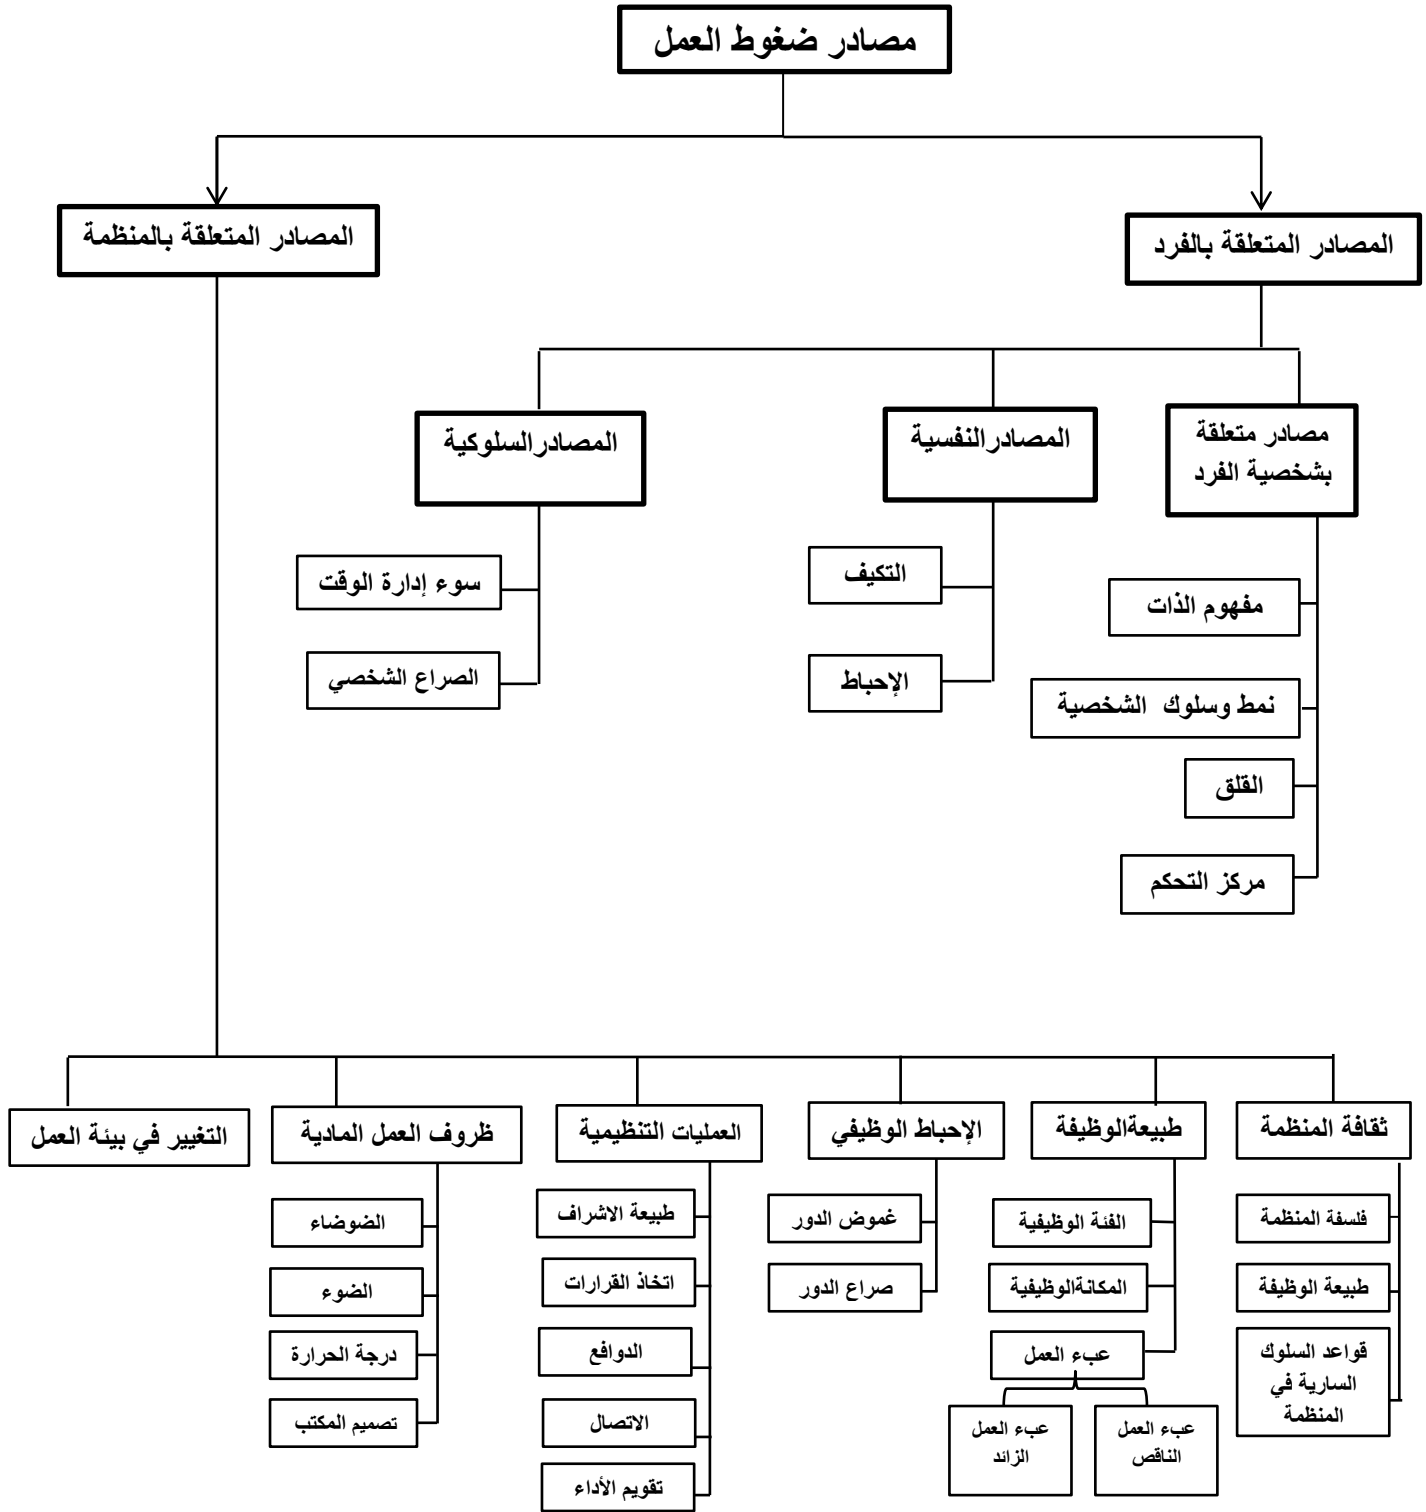 مصادر ضغوط العمل
المصادر المتعلقة بالفرد
المصادر المتعلقة بالمنظمة
مصادر متعلقة
بشخصية الفرد
المصادرالنفسية
المصادرالسلوكية
مفهوم الذات
نمط وسلوك الشخصية
القلق
مركز التحكم
التكيف
الإحباط
سوء إدارة الوقت
الصراع الشخصي
ثقافة المنظمة
طبيعةالوظيفة
الإحباط الوظيفي
العمليات التنظيمية
ظروف العمل المادية
التغيير في بيئة العمل
فلسفة المنظمة
طبيعة الوظيفة
قواعد السلوك
السارية في
المنظمة
الفئة الوظيفية
المكانةالوظيفية
عبء العمل
عبء العمل
الناقص
عبء العمل
الزائد
غموض الدور
صراع الدور
طبيعة الاشراف
اتخاذ القرارات
الدوافع
الاتصال
تقويم الأداء
الضوضاء
الضوء
درجة الحرارة
تصميم المكتب